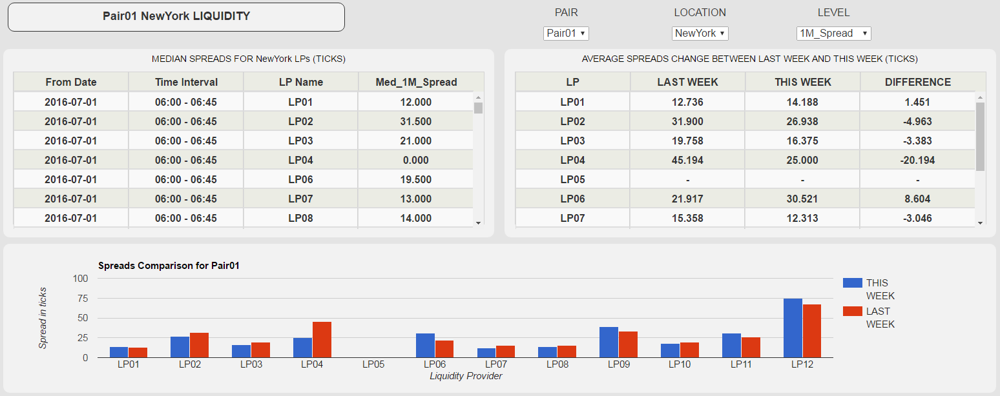 Pair01 NewYork LIQUIDITY
PAIR LOCATION LEVEL
Pair01 NewYork 1M_Spread
MEDIAN SPREADS FOR NewYork LPs (TICKS)
From Date Time Interval LP Name Med_1M_Spread
2016-07-01 06:00 - 06:45 LP01 12.000
2016-07-01 06:00 - 06:45 LP02 31.500
2016-07-01 06:00 - 06:45 LP03 21.000
2016-07-01 06:00 - 06:45 LP04 0.000
2016-07-01 06:00 - 06:45 LP06 19.500
2016-07-01 06:00 - 06:45 LP07 13.000
2016-07-01 06:00 - 06:45 LP08 14.000
AVERAGE SPREADS CHANGE BETWEEN LAST WEEK AND THIS WEEK (TICKS)
LP LAST WEEK THIS WEEK DIFFERENCE
LP01 12.736 14.188 1.451
LP02 31.900 26.938 -4.963
LP03 19.758 16.375 -3.383
LP04 45.194 25.000 -20.194
LP05 - - -
LP06 21.917 30.521 8.604
LP07 15.358 12.313 -3.046
Spreads Comparison for Pair01
Spread in ticks
100
75
50
25
0
LP01 LP02 LP03 LP04 LP05 LP06 LP07 LP08 LP09 LP10 LP11 LP12
Liquidity Provider
THIS
WEEK
LAST
WEEK